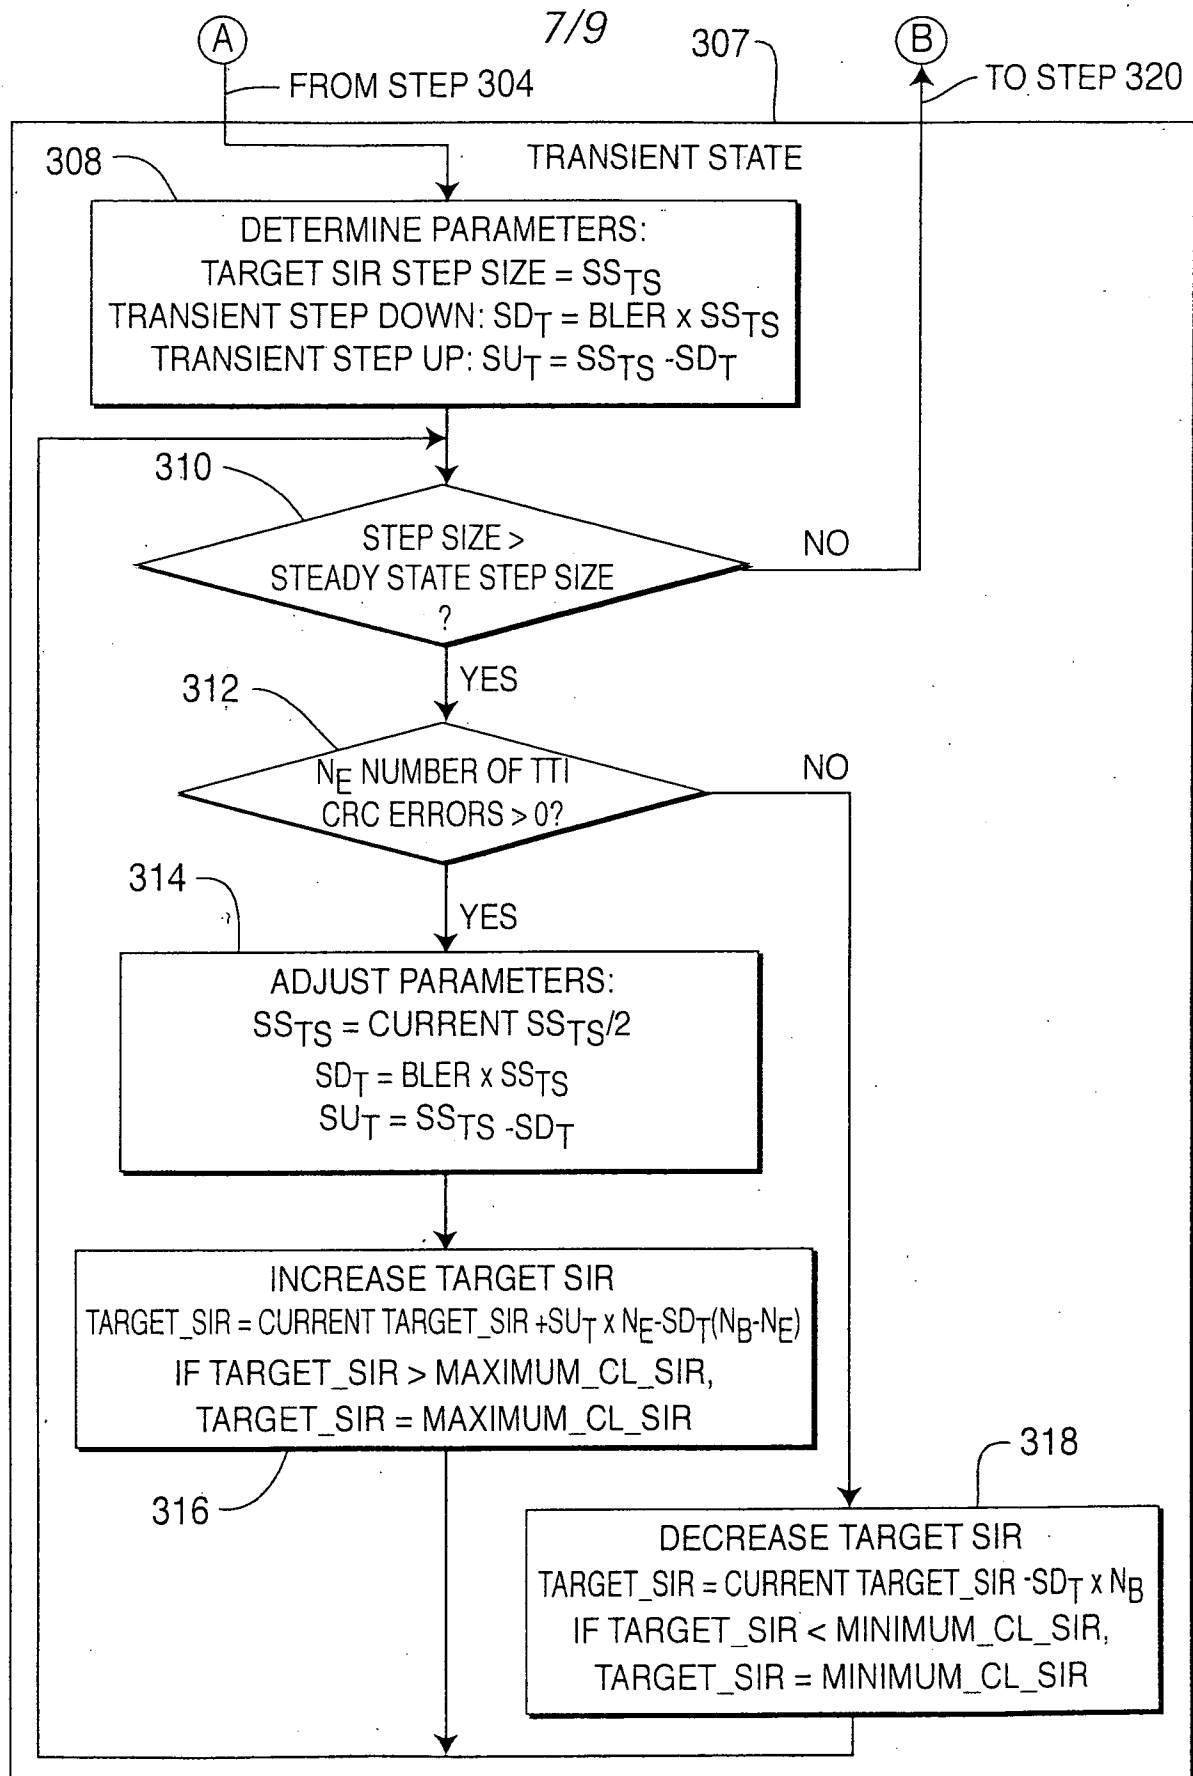 7/9
A
307
B
FROM STEP 304
TO STEP 320
308
TRANSIENT STATE
DETERMINE PARAMETERS:
TARGET SIR STEP SIZE = SSTS
TRANSIENT STEP DOWN: SDT = BLER x SSTS
TRANSIENT STEP UP: SUT = SSTS -SDT
310
STEP SIZE >
STEADY STATE STEP SIZE
?
NO
YES
312
NE NUMBER OF TTI
CRC ERRORS > 0?
NO
314
YES
ADJUST PARAMETERS:
SSTS = CURRENT SSTS/2
SDT = BLER x SSTS
SUT = SSTS -SDT
INCREASE TARGET SIR
TARGET_SIR = CURRENT TARGET_SIR +SUT x NE-SDT(NB-NE)
IF TARGET_SIR > MAXIMUM_CL_SIR,
TARGET_SIR = MAXIMUM_CL_SIR
316
318
DECREASE TARGET SIR
TARGET_SIR = CURRENT TARGET_SIR -SDT x NB
IF TARGET_SIR < MINIMUM_CL_SIR,
TARGET_SIR = MINIMUM_CL_SIR